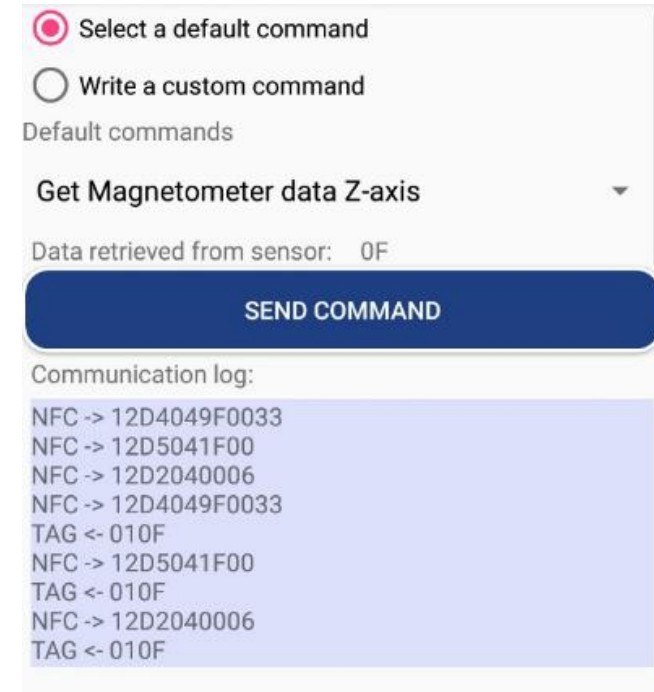 Select a default command
Write a custom command
Default commands
Get Magnetometer data Z-axis
Data retrieved from sensor: 0F
SEND COMMAND
Communication log:
NFC -> 12D4049F0033
NFC -> 12D5041F00
NFC -> 12D2040006
NFC -> 12D4049F0033
TAG <- 010F
NFC -> 12D5041F00
TAG <- 010F
NFC -> 12D2040006
TAG <- 010F